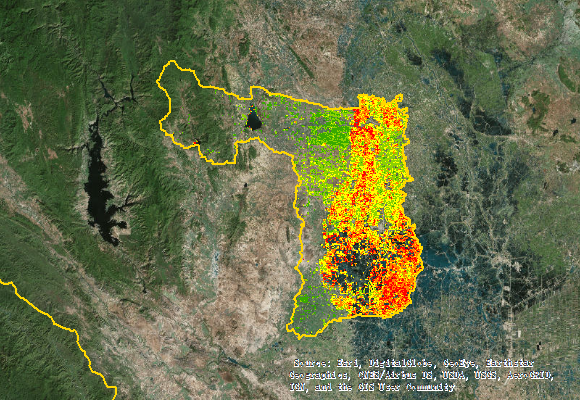 Source: Esri, DigitalGlobe, GeoEye, Earthstar
Geographics, CNES/Airbus DS, USDA, USGS, AeroGRID,
IGN, and the GIS User Community